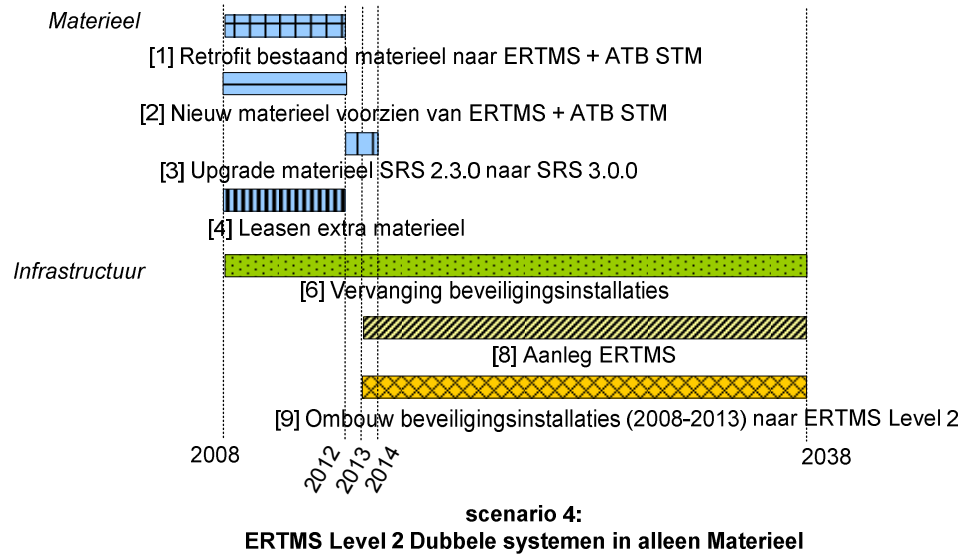 Materieel
[1] Retrofit bestaand materieel naar ERTMS + ATB STM
[2] Nieuw materieel voorzien van ERTMS + ATB STM
[3] Upgrade materieel SRS 2.3.0 naar SRS 3.0.0
[4] Leasen extra materieel
Infrastructuur
[6] Vervanging beveiligingsinstallaties
[8] Aanleg ERTMS
[9] Ombouw beveiligingsinstallaties (2008-2013) naar ERTMS Level 2
2008
2012
2013
2014
2038
scenario 4:
ERTMS Level 2 Dubbele systemen in alleen Materieel